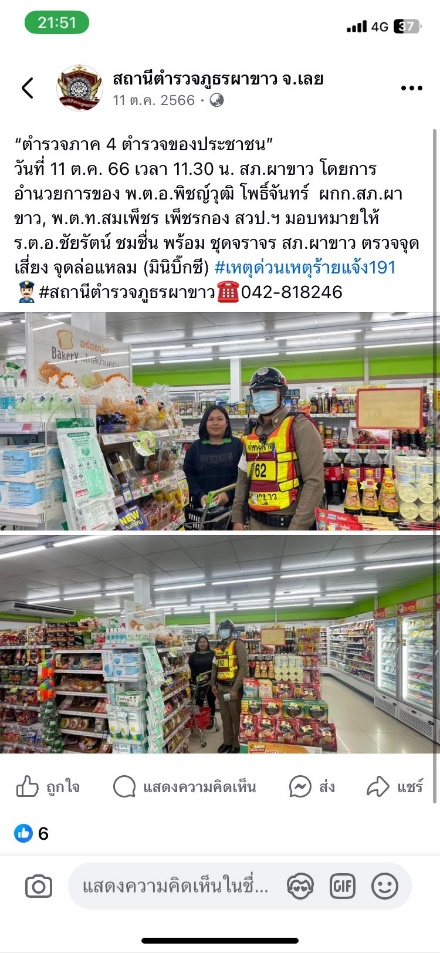 21:51
4G 37
สถานีตำรวจภูธรผาขาว จ.เลย
11 ต.ค. 2566 ·
“ตำรวจภาค 4 ตำรวจของประชาชน”
วันที่ 11 ต.ค. 66 เวลา 11.30 น. สภ.ผาขาว โดยการ
อำนวยการของ พ.ต.อ.พิชญ์วุฒิ โพธิ์จันทร์ ผกก.สภ.ผา
ขาว, พ.ต.ท.สมเพ็ชร เพ็ชรกอง สวป.ฯ มอบหมายให้
ร.ต.อ.ชัยรัตน์ ชมชื่น พร้อม ชุดจราจร สภ.ผาขาว ตรวจจุด
เสี่ยง จุดล่อแหลม (มินิบิ๊กซี) #เหตุด่วนเหตุร้ายแจ้ง191
#สถานีตำรวจภูธรผาขาว 042-818246
Bakery
NEW
62
ถูกใจ
แสดงความคิดเห็น
ส่ง
แชร์
6
แสดงความคิดเห็นในชื่...
GIF